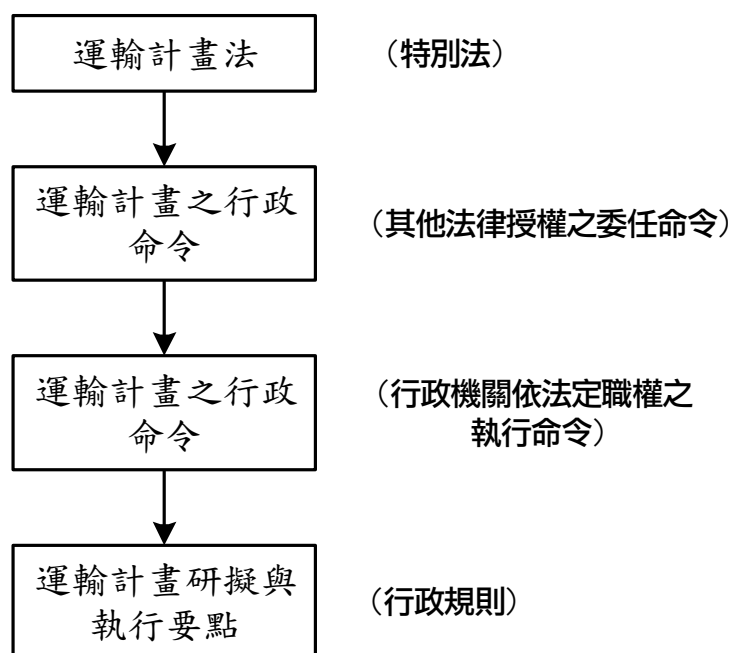 運輸計畫法
（特別法）
運輸計畫之行政
命令
（其他法律授權之委任命令）
運輸計畫之行政
命令
（行政機關依法定職權之
執行命令）
運輸計畫研擬與
執行要點
（行政規則）